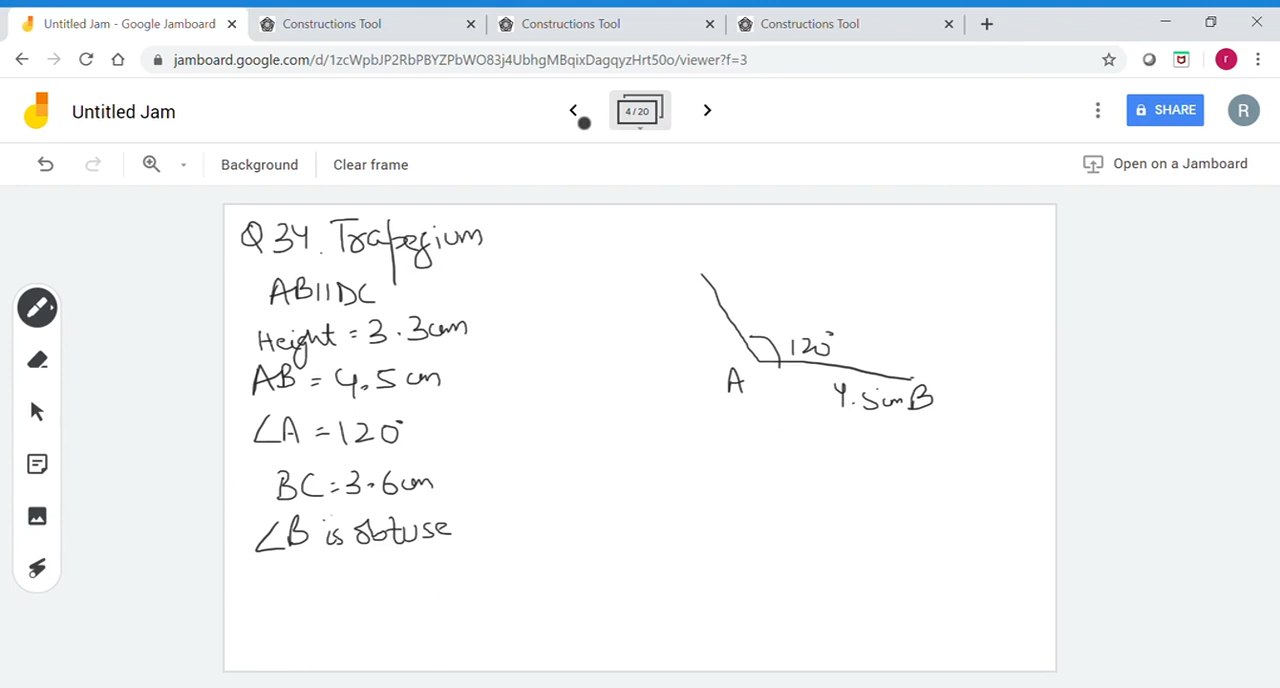 Untitled Jam - Google Jamboard
Constructions Tool
Constructions Tool
Constructions Tool
jamboard.google.com/d/1zcWpbJP2RbPBYZPbWO83j4UbhgMBqixDagqyzHrt50o/viewer?f=3
r
Untitled Jam
4 / 20
SHARE
R
Background
Clear frame
Open on a Jamboard
Q 34. Trapezium
AB||DC
Height = 3.3cm
AB = 4.5 cm
∠A = 120°
BC = 3.6cm
∠B is obtuse
120°
A
4.5cm B